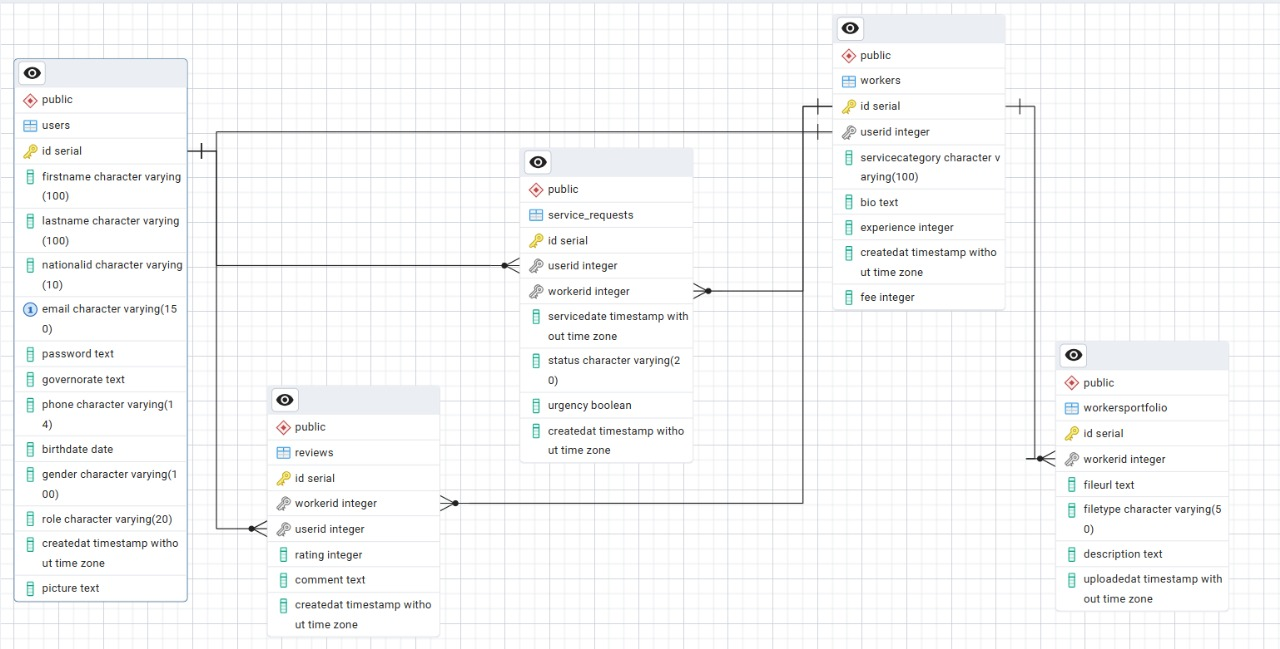 public
users
id serial
firstname character varying
(100)
lastname character varying
(100)
nationalid character varying
(10)
1
email character varying(15
0)
password text
governorate text
phone character varying(1
4)
birthdate date
gender character varying(1
00)
role character varying(20)
createdat timestamp witho
ut time zone
picture text
public
reviews
id serial
workerid integer
userid integer
rating integer
comment text
createdat timestamp witho
ut time zone
public
service_requests
id serial
userid integer
workerid integer
servicedate timestamp with
out time zone
status character varying(2
0)
urgency boolean
createdat timestamp witho
ut time zone
public
workers
id serial
userid integer
servicecategory character v
arying(100)
bio text
experience integer
createdat timestamp witho
ut time zone
fee integer
public
workersportfolio
id serial
workerid integer
fileurl text
filetype character varying(5
0)
description text
uploadedat timestamp with
out time zone